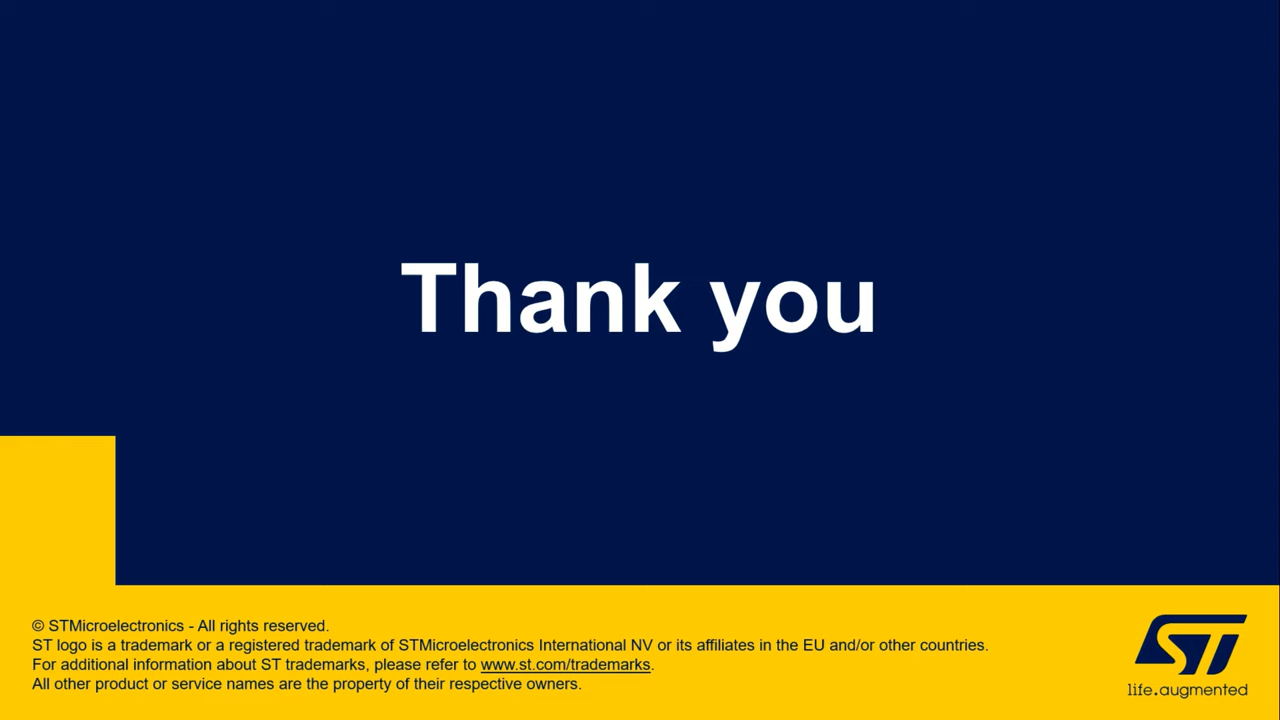 Thank you
© STMicroelectronics - All rights reserved.
ST logo is a trademark or a registered trademark of STMicroelectronics International NV or its affiliates in the EU and/or other countries.
For additional information about ST trademarks, please refer to www.st.com/trademarks.
All other product or service names are the property of their respective owners.
ST
life.augmented